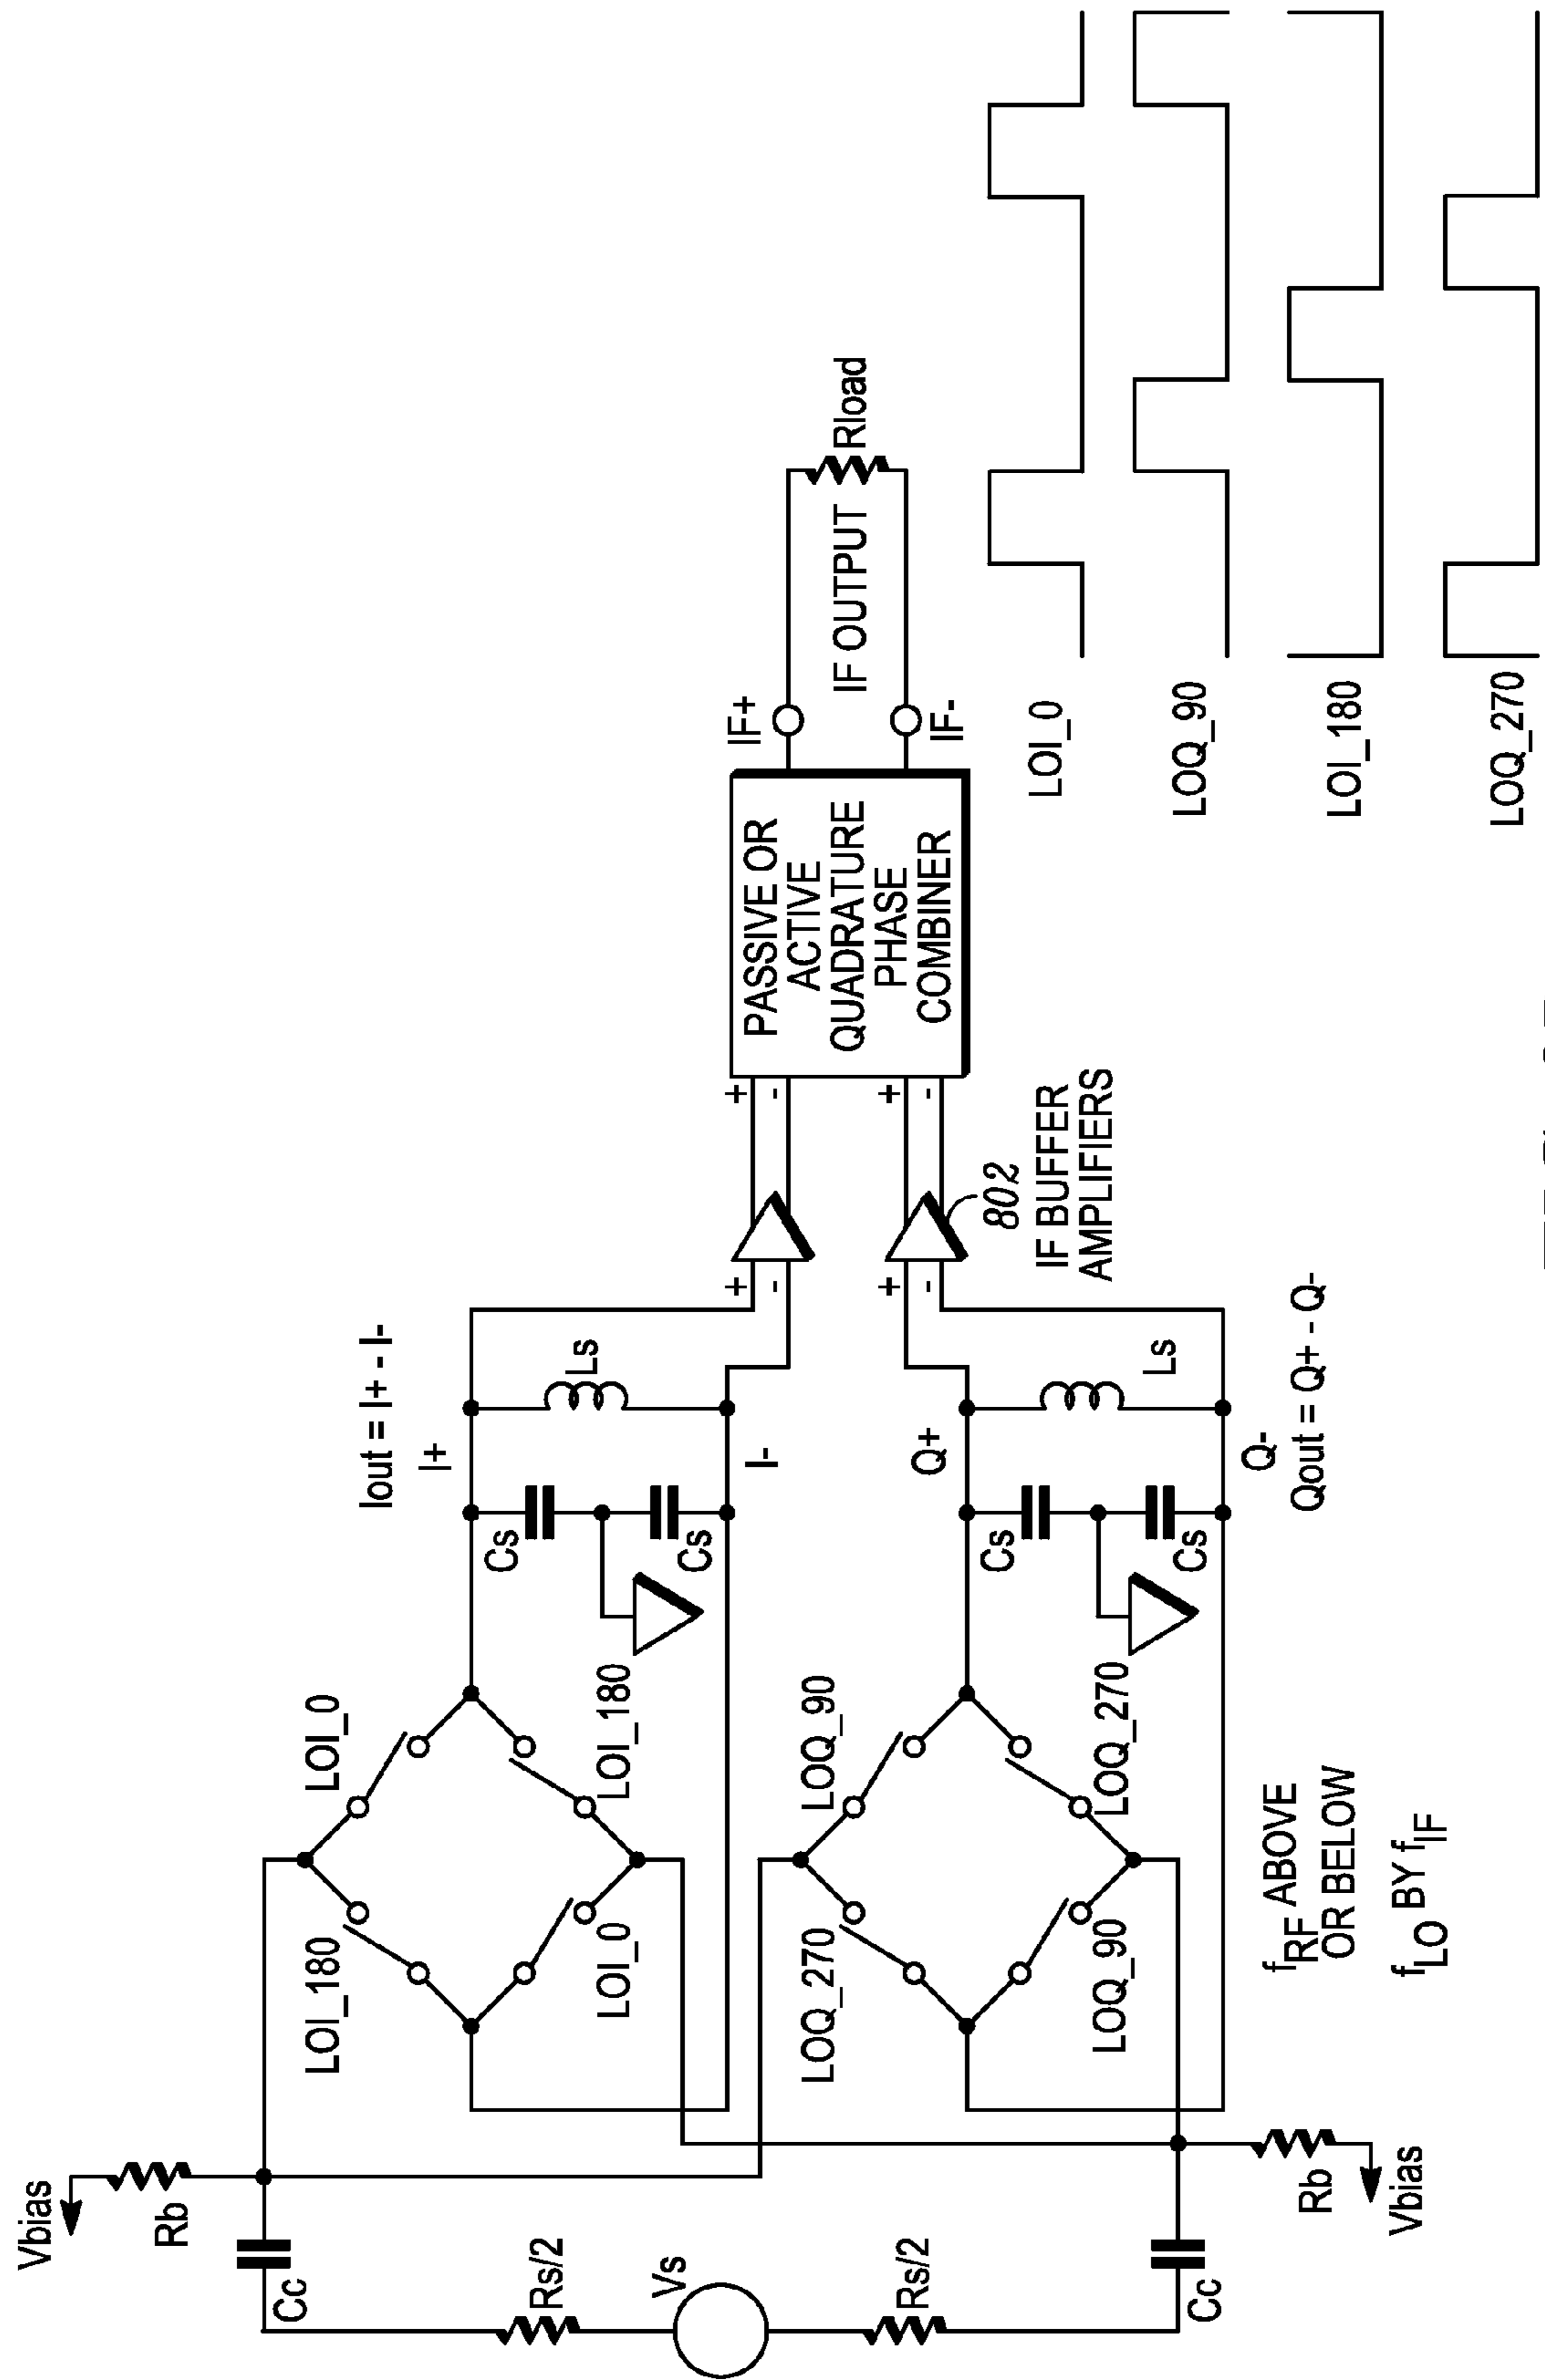 Vbias
Rb
Cc
Rs/2
Vs
Rs/2
Cc
Rb
Vbias
LOI_180
LOI_0
LOI_0
LOI_180
LOQ_270
LOQ_90
LOQ_90
LOQ_270
fRF ABOVE
OR BELOW
fLO BY fIF
Iout = I+ - I-
I+
Cs
Cs
Ls
I-
Q+
Cs
Cs
Ls
Q-
Qout = Q+ - Q-
+
-
+
-
802
IF BUFFER
AMPLIFIERS
+
-
+
-
PASSIVE OR
ACTIVE
QUADRATURE
PHASE
COMBINER
IF+
IF-
IF OUTPUT
Rload
LOI_0
LOQ_90
LOI_180
LOQ_270